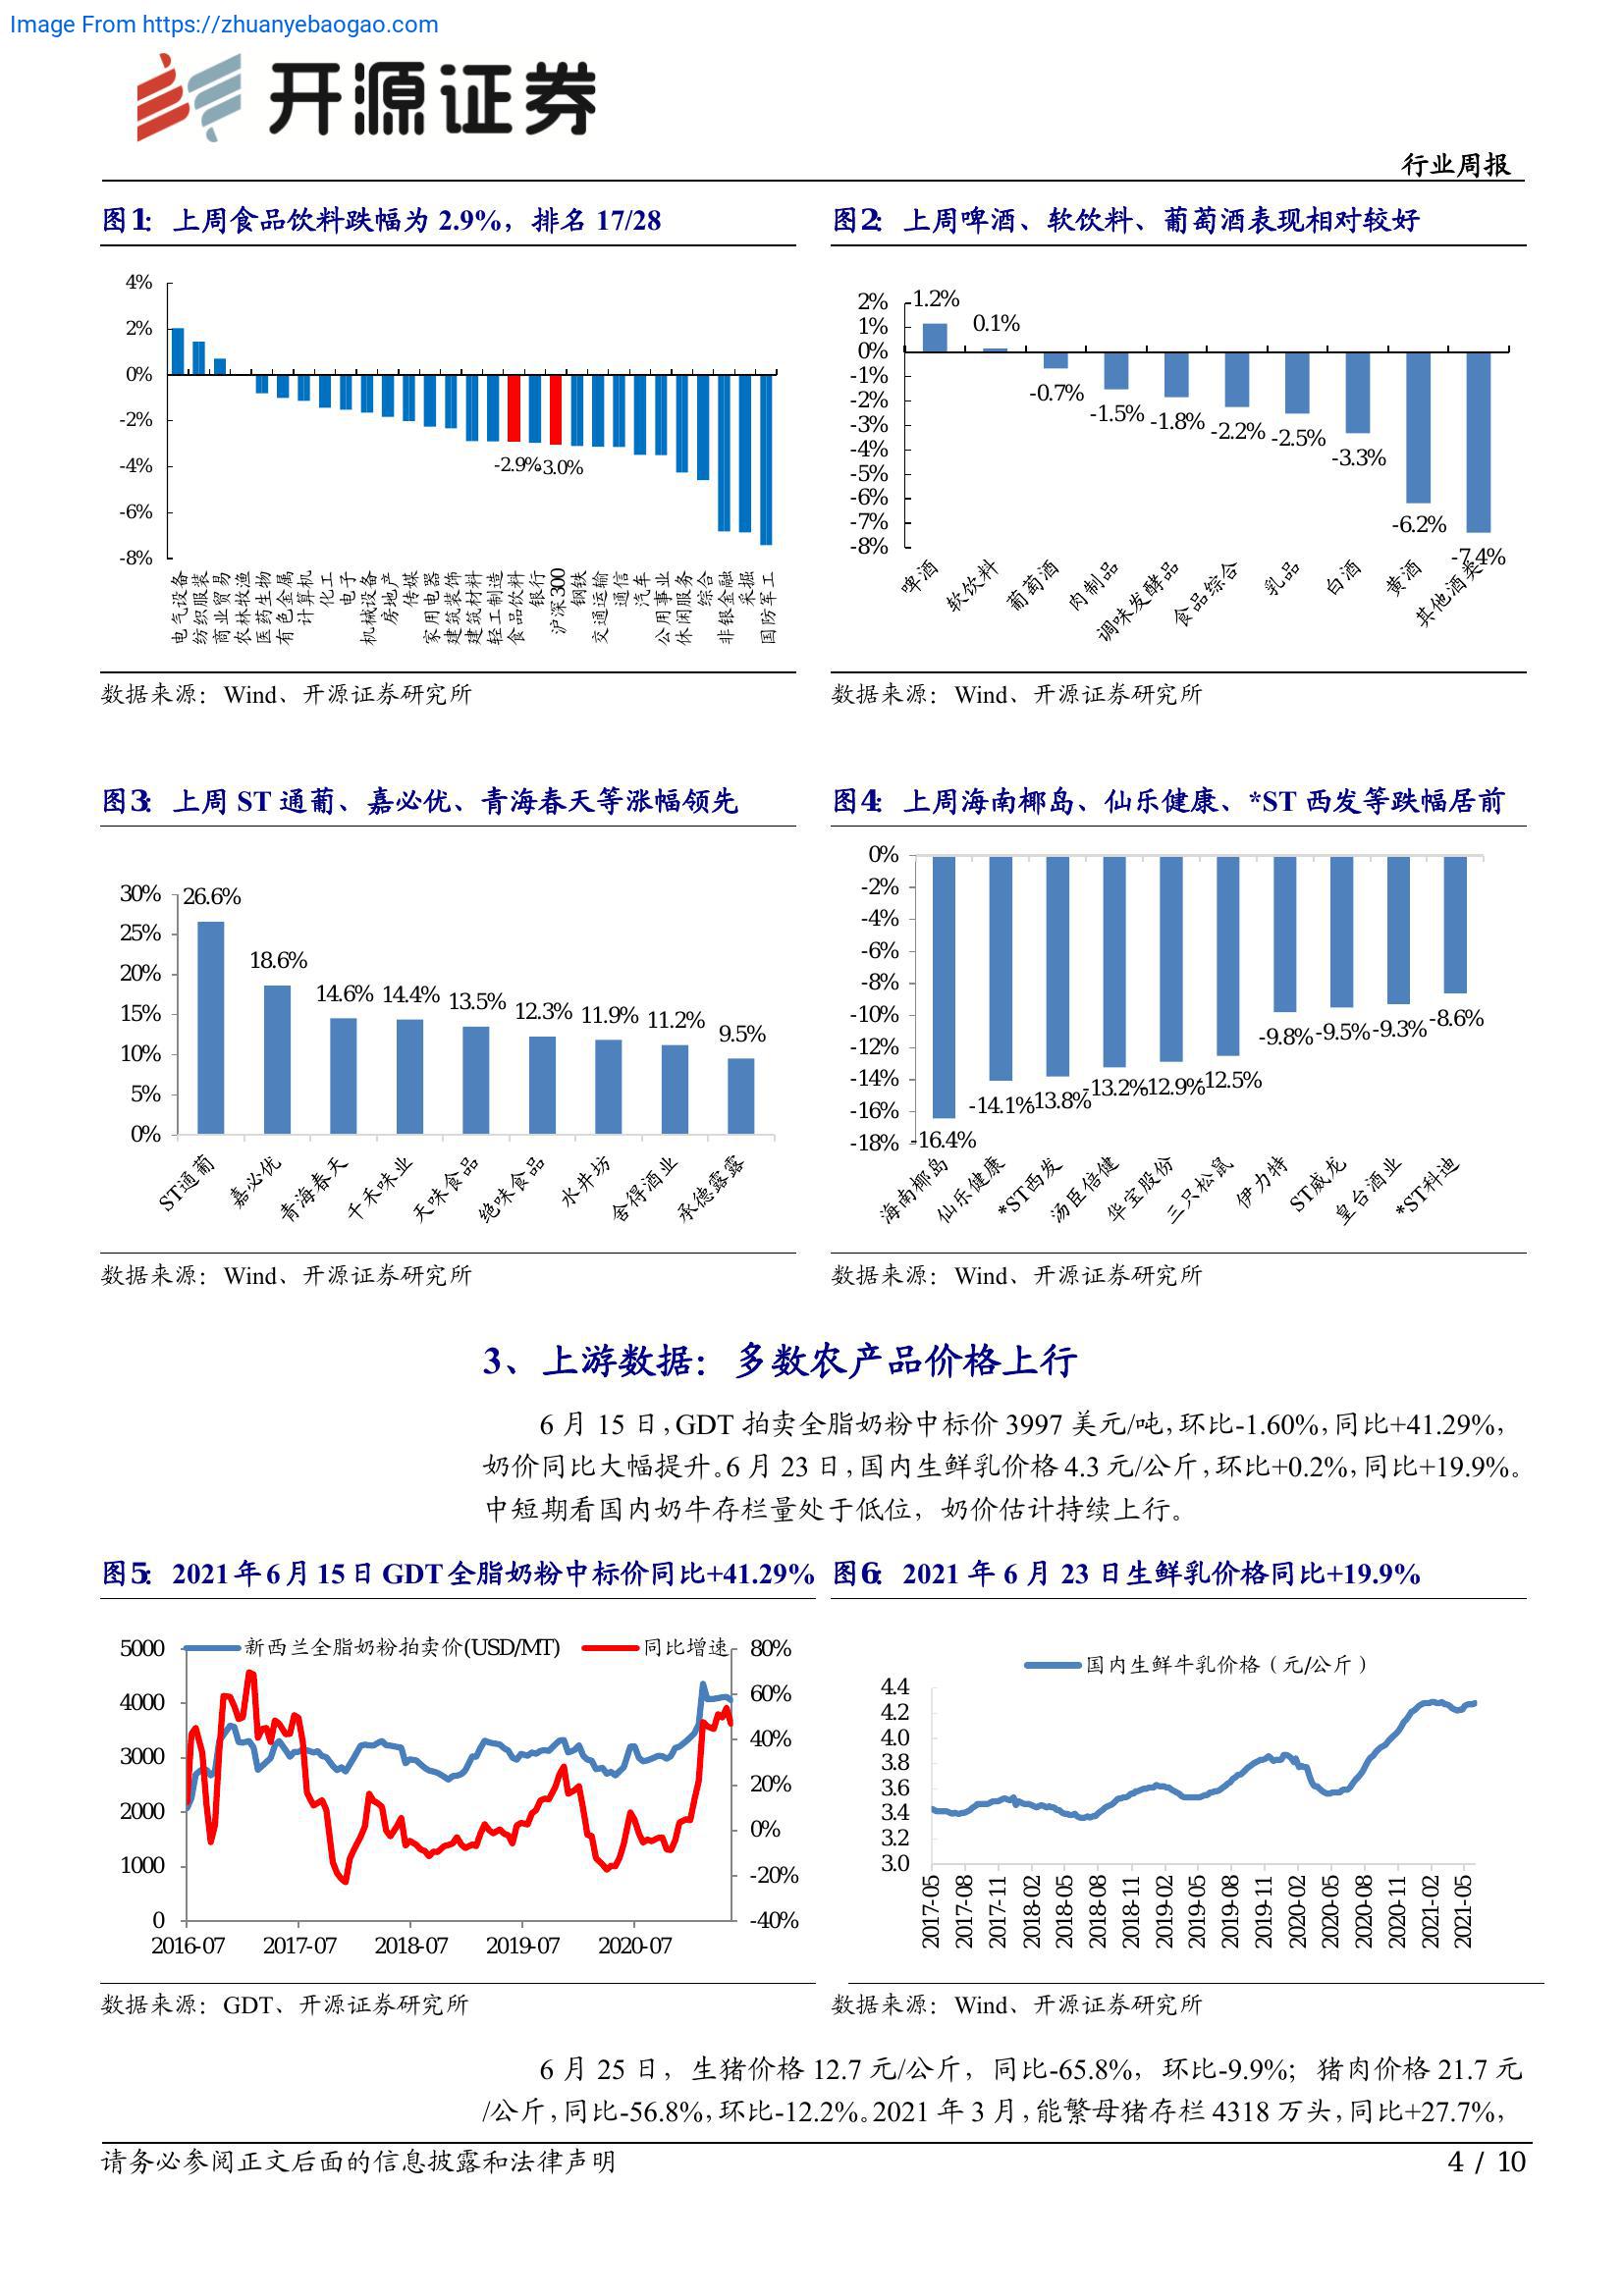 Image From https://zhuanyebaogao.com
开源证券
行业周报
图1： 上周食品饮料跌幅为 2.9%，排名 17/28
4%
2%
0%
-2%
-4%
-6%
-8%
-2.9%
-3.0%
电气设备
纺织服装
商业贸易
农林牧渔
医药生物
有色金属
计算机
化工
电子
机械设备
房地产
传媒
家用电器
建筑装饰
建筑材料
轻工制造
食品饮料
银行
沪深300
钢铁
交通运输
通信
汽车
公用事业
休闲服务
综合
非银金融
采掘
国防军工
数据来源：Wind、开源证券研究所
图2： 上周啤酒、软饮料、葡萄酒表现相对较好
2%
1%
0%
-1%
-2%
-3%
-4%
-5%
-6%
-7%
-8%
1.2%
0.1%
-0.7%
-1.5%
-1.8%
-2.2%
-2.5%
-3.3%
-6.2%
-7.4%
啤酒
软饮料
葡萄酒
肉制品
调味发酵品
食品综合
乳品
白酒
黄酒
其他酒类
数据来源：Wind、开源证券研究所
图3： 上周 ST 通葡、嘉必优、青海春天等涨幅领先
30%
25%
20%
15%
10%
5%
0%
26.6%
18.6%
14.6%
14.4%
13.5%
12.3%
11.9%
11.2%
9.5%
ST通葡
嘉必优
青海春天
千禾味业
天味食品
绝味食品
水井坊
舍得酒业
承德露露
数据来源：Wind、开源证券研究所
图4： 上周海南椰岛、仙乐健康、*ST 西发等跌幅居前
0%
-2%
-4%
-6%
-8%
-10%
-12%
-14%
-16%
-18%
-16.4%
-14.1%
-13.8%
-13.2%
-12.9%
-12.5%
-9.8%
-9.5%
-9.3%
-8.6%
海南椰岛
仙乐健康
*ST西发
汤臣倍健
华宝股份
三只松鼠
伊力特
ST威龙
皇台酒业
*ST科迪
数据来源：Wind、开源证券研究所
3、上游数据：多数农产品价格上行
6 月 15 日，GDT 拍卖全脂奶粉中标价 3997 美元/吨，环比-1.60%，同比+41.29%，
奶价同比大幅提升。6 月 23 日，国内生鲜乳价格 4.3 元/公斤，环比+0.2%，同比+19.9%。
中短期看国内奶牛存栏量处于低位，奶价估计持续上行。
图5： 2021 年 6 月 15 日 GDT 全脂奶粉中标价同比+41.29%
新西兰全脂奶粉拍卖价(USD/MT)
同比增速
5000
4000
3000
2000
1000
0
80%
60%
40%
20%
0%
-20%
-40%
2016-07
2017-07
2018-07
2019-07
2020-07
数据来源：GDT、开源证券研究所
图6： 2021 年 6 月 23 日生鲜乳价格同比+19.9%
国内生鲜牛乳价格（元/公斤）
4.4
4.2
4.0
3.8
3.6
3.4
3.2
3.0
2017-05
2017-08
2017-11
2018-02
2018-05
2018-08
2018-11
2019-02
2019-05
2019-08
2019-11
2020-02
2020-05
2020-08
2020-11
2021-02
2021-05
数据来源：Wind、开源证券研究所
6 月 25 日，生猪价格 12.7 元/公斤，同比-65.8%，环比-9.9%；猪肉价格 21.7 元
/公斤，同比-56.8%，环比-12.2%。2021 年 3 月，能繁母猪存栏 4318 万头，同比+27.7%，
请务必参阅正文后面的信息披露和法律声明
4 / 10